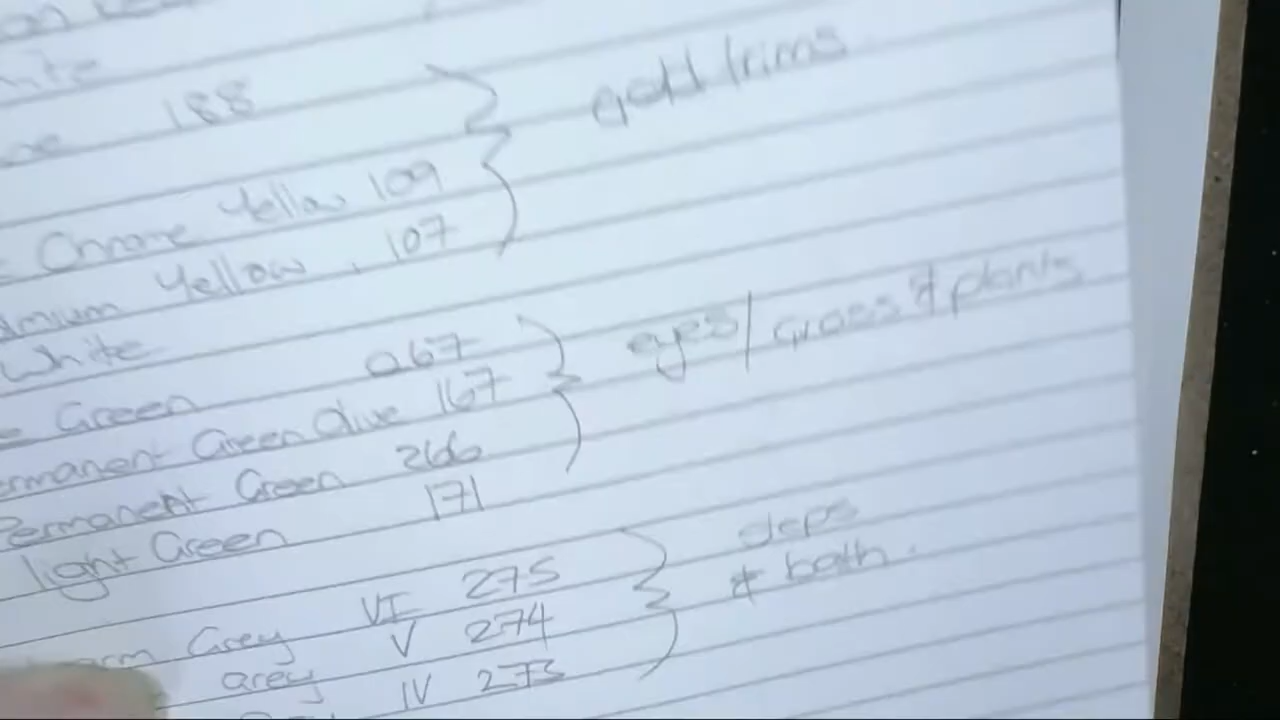 188
Chrome Yellow 109
Yellow 107
White
gold trims
Green 267
Permanent Green Olive 167
Permanent Green 266
light Green 171
eyes/ grass & plants
Grey VI 275
grey V 274
IV 273
steps
& bath.